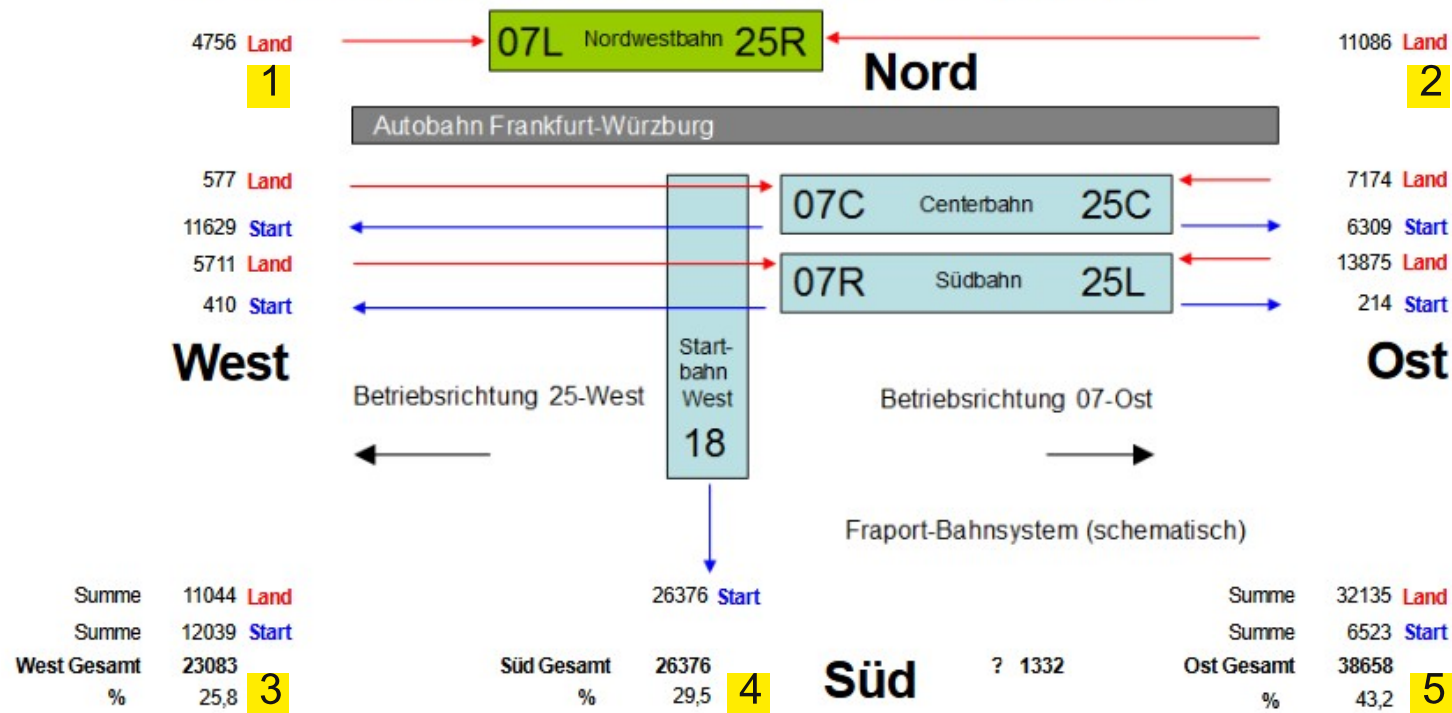 4756 Land
07L Nordwestbahn 25R
11086 Land
1
Nord
2
Autobahn Frankfurt-Würzburg
577 Land
7174 Land
07C Centerbahn 25C
11629 Start
6309 Start
5711 Land
13875 Land
07R Südbahn 25L
410 Start
214 Start
West
Start-
bahn
West
18
Ost
Betriebsrichtung 25-West
Betriebsrichtung 07-Ost
Fraport-Bahnsystem (schematisch)
Summe 11044 Land
26376 Start
Summe 32135 Land
Summe 12039 Start
Summe 6523 Start
West Gesamt 23083
Süd Gesamt 26376
Süd
? 1332
Ost Gesamt 38658
% 25,8 3
% 29,5 4
% 43,2 5